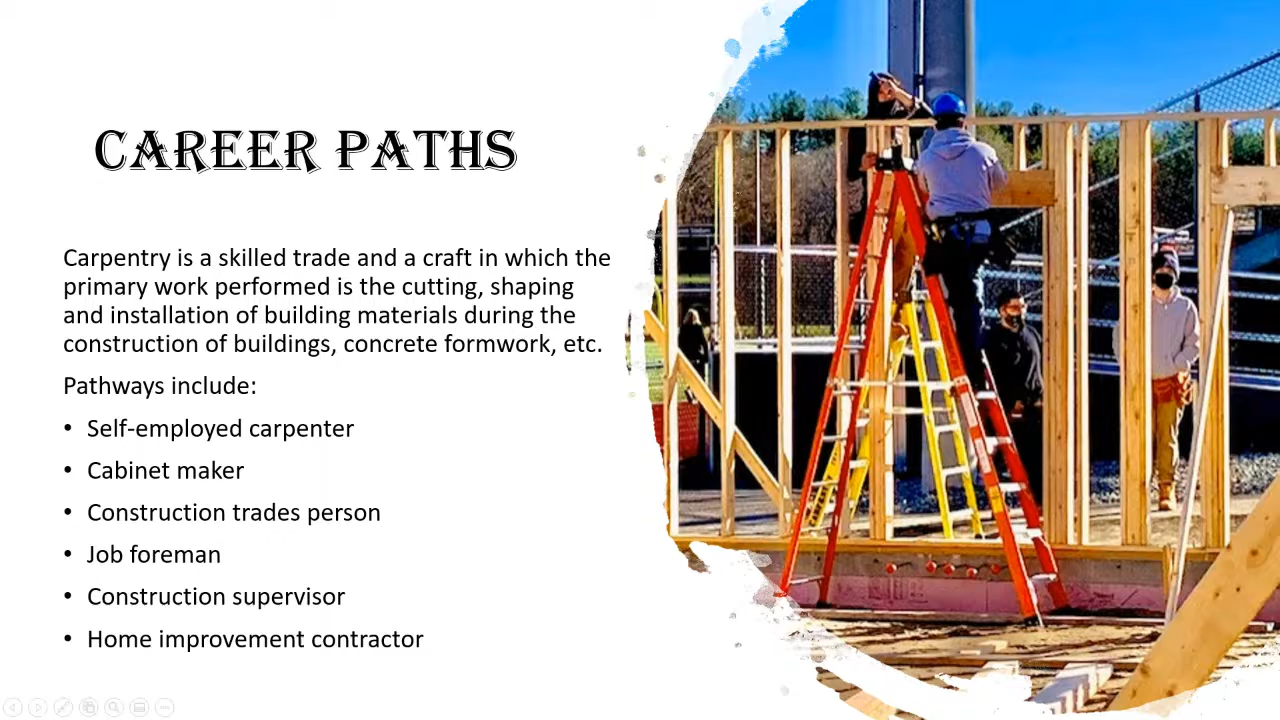 CAREER PATHS
Carpentry is a skilled trade and a craft in which the
primary work performed is the cutting, shaping
and installation of building materials during the
construction of buildings, concrete formwork, etc.
Pathways include:
• Self-employed carpenter
• Cabinet maker
• Construction trades person
• Job foreman
• Construction supervisor
• Home improvement contractor